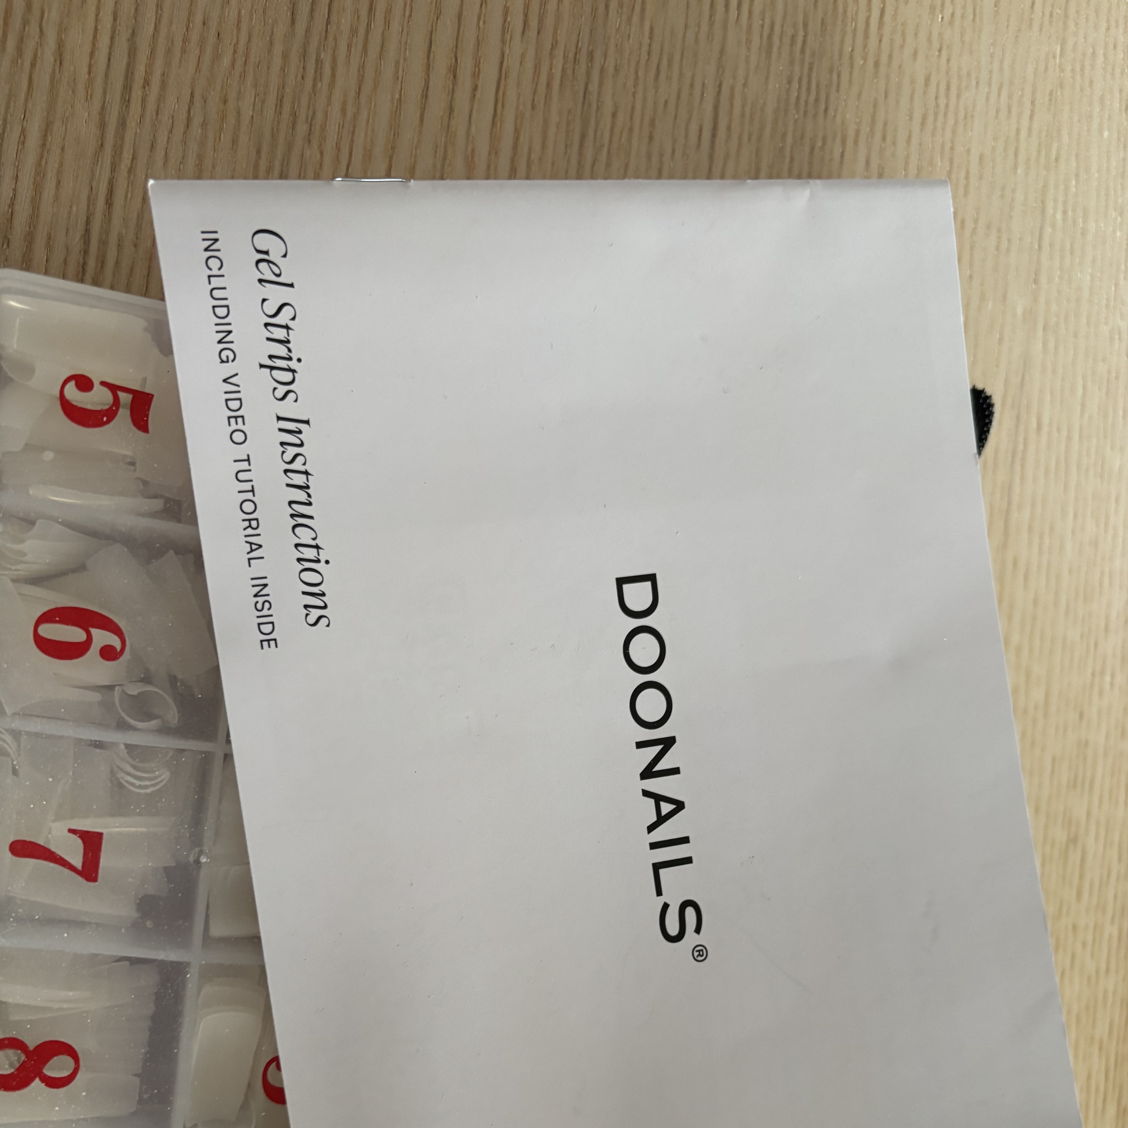 DOONAILS®
Gel Strips Instructions
INCLUDING VIDEO TUTORIAL INSIDE
5
6
7
8